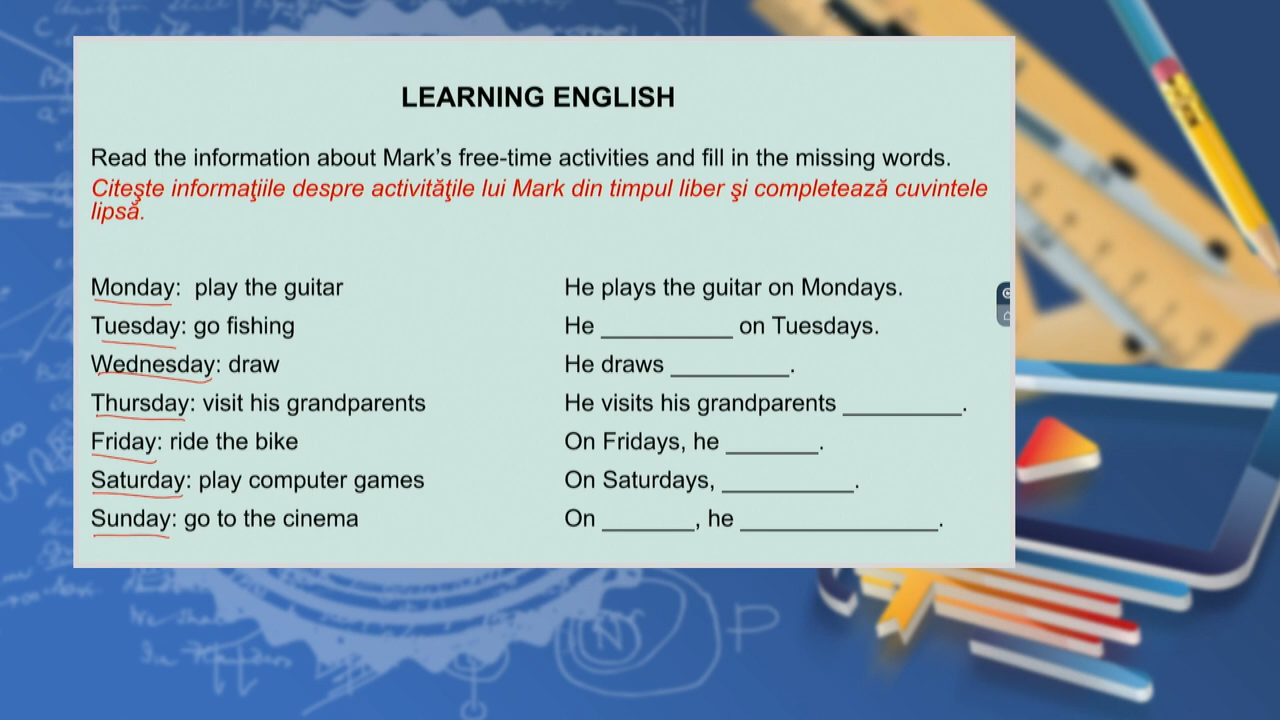 LEARNING ENGLISH
Read the information about Mark’s free-time activities and fill in the missing words.
Citeşte informaţiile despre activităţile lui Mark din timpul liber şi completează cuvintele
lipsă.
Monday: play the guitar
He plays the guitar on Mondays.
Tuesday: go fishing
He __________ on Tuesdays.
Wednesday: draw
He draws _________.
Thursday: visit his grandparents
He visits his grandparents _________.
Friday: ride the bike
On Fridays, he _______.
Saturday: play computer games
On Saturdays, __________.
Sunday: go to the cinema
On _______, he _______________.
N
P